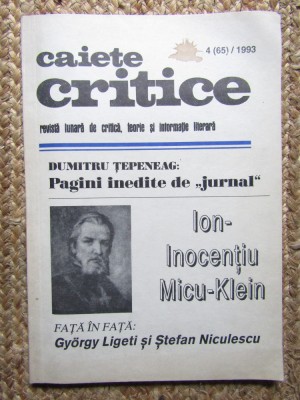 caiete
4 (65) / 1993
critice
revistă lunară de critică, teorie și informație literară
DUMITRU ȚEPENEAG:
Pagini inedite de „jurnal“
Ion-
Inocențiu
Micu-Klein
FAȚĂ ÎN FAȚĂ:
György Ligeti și Ștefan Niculescu